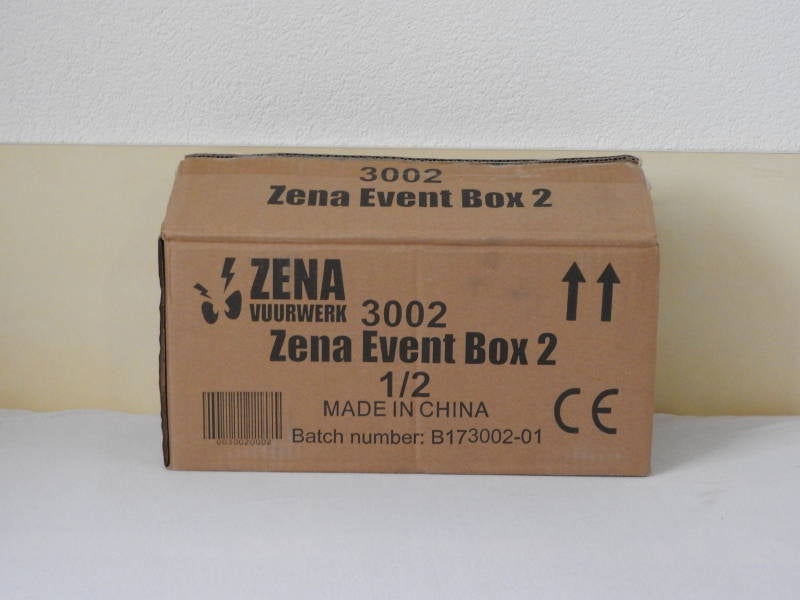 3002
Zena Event Box 2
ZENA
VUURWERK
3002
Zena Event Box 2
1/2
MADE IN CHINA
CE
0030020002
Batch number: B173002-01